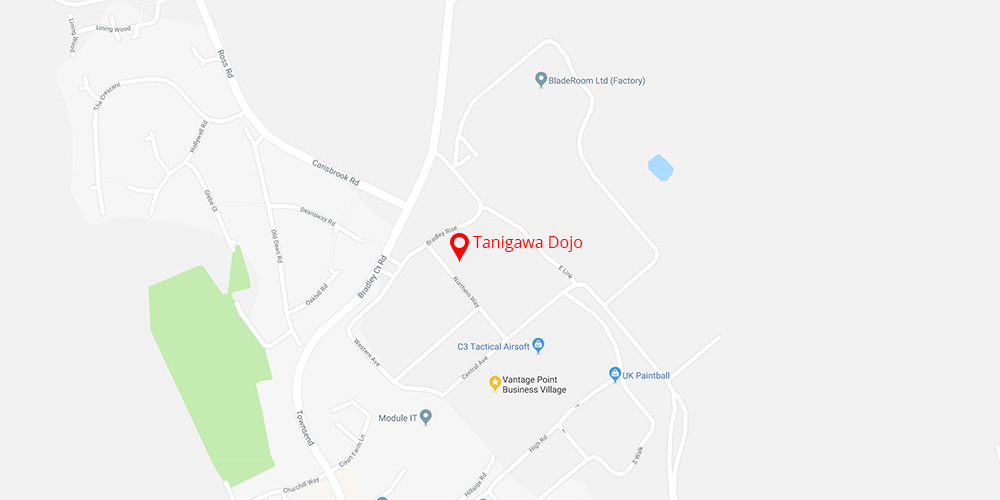 Lining Wood
Lining Wood
Ross Rd
BladeRoom Ltd (Factory)
The Crescent
Hollywell Rd
Carisbrook Rd
Globe Ct
Deanaway Rd
Old Dean Rd
Bradley Rise
Tanigawa Dojo
Bradley Ct Rd
E Link
Oakhill Rd
Northern Way
C3 Tactical Airsoft
Western Ave
Central Ave
UK Paintball
Vantage Point
Business Village
Townsend
Module IT
Court Farm Ln
High Rd
S Walk
Hillside Rd
Churchill Way